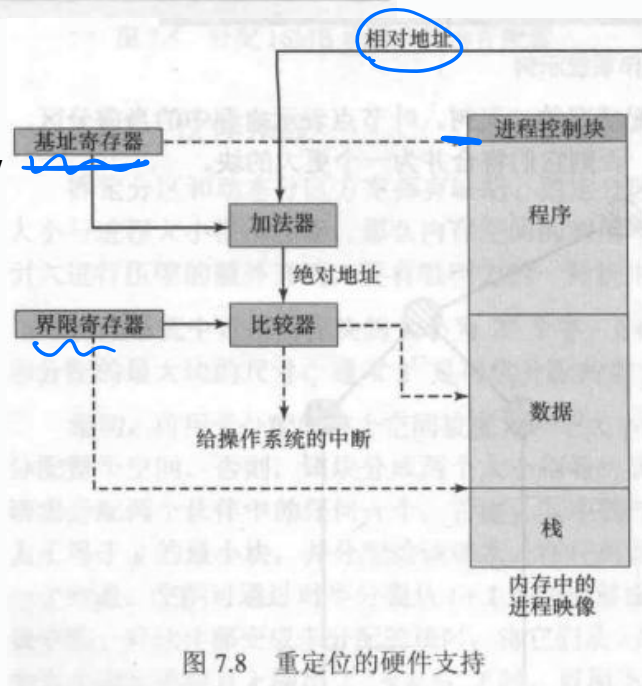 相对地址
基址寄存器
进程控制块
加法器
程序
绝对地址
界限寄存器
比较器
给操作系统的中断
数据
栈
内存中的
进程映像
图 7.8 重定位的硬件支持